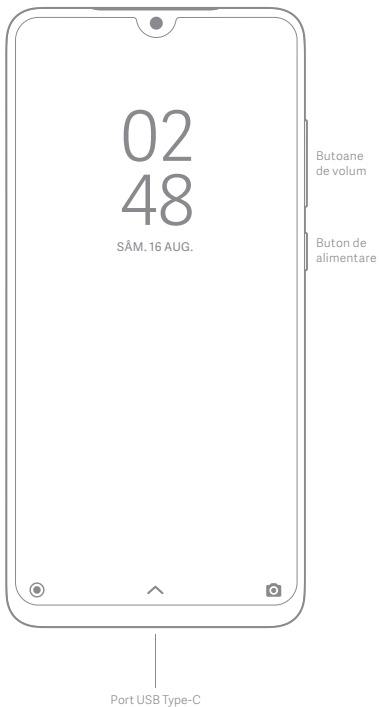 02
48
SÂM. 16 AUG.
Butoane
de volum
Buton de
alimentare
Port USB Type-C